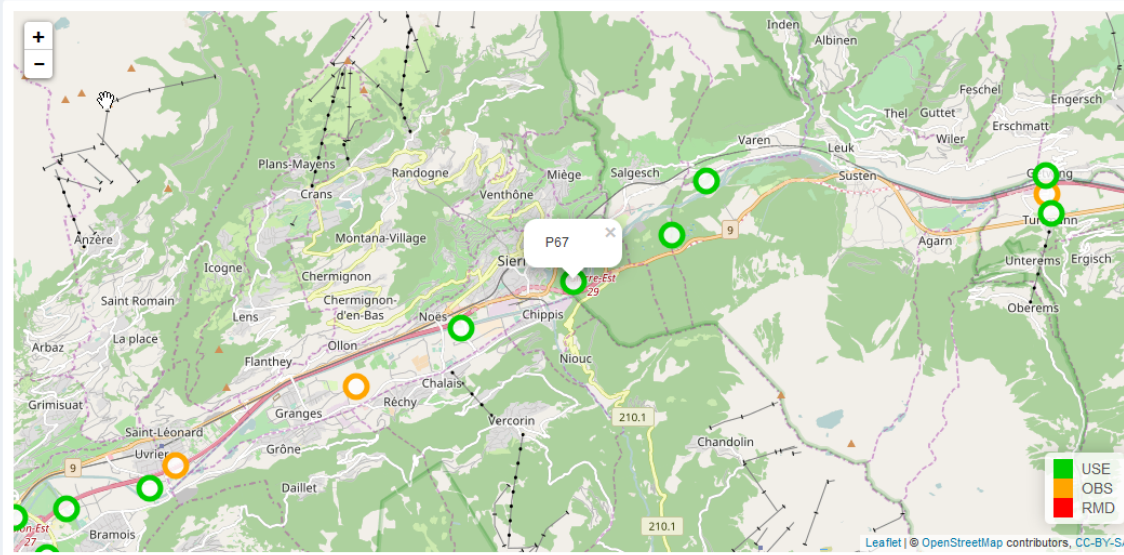 +
−
Inden
Albinen
Feschel
Engersch
Thel
Guttet
Erschmatt
Varen
Leuk
Wiler
Plans-Mayens
Randogne
Miège
Salgesch
Susten
Crans
Venthône
9
Anzère
Montana-Village
P67
×
Agarn
Unterems
Ergisch
Icogne
Chermignon
29
Saint Romain
Chermignon-
d'en-Bas
Oberems
Lens
Noës
Chippis
La place
Arbaz
Ollon
Flanthey
Niouc
Chalais
Réchy
Grimisuat
Granges
Vercorin
210.1
Saint-Léonard
Uvrier
Grône
Chandolin
9
Daillet
27
Bramois
210.1
USE
OBS
RMD
Leaflet | © OpenStreetMap contributors,